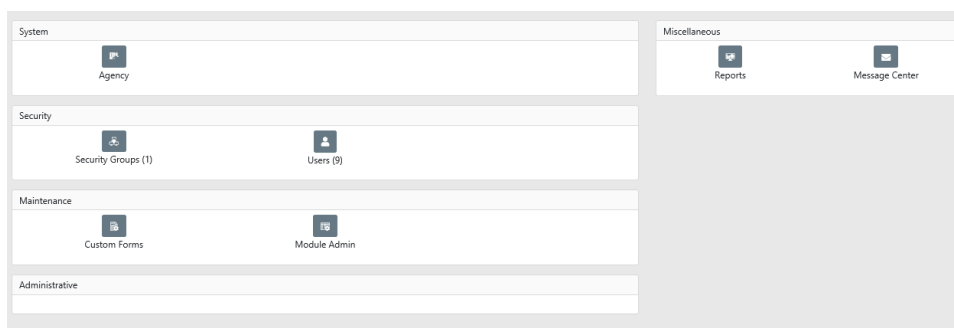 System
Agency
Security
Security Groups (1)
Users (9)
Maintenance
Custom Forms
Module Admin
Administrative
Miscellaneous
Reports
Message Center